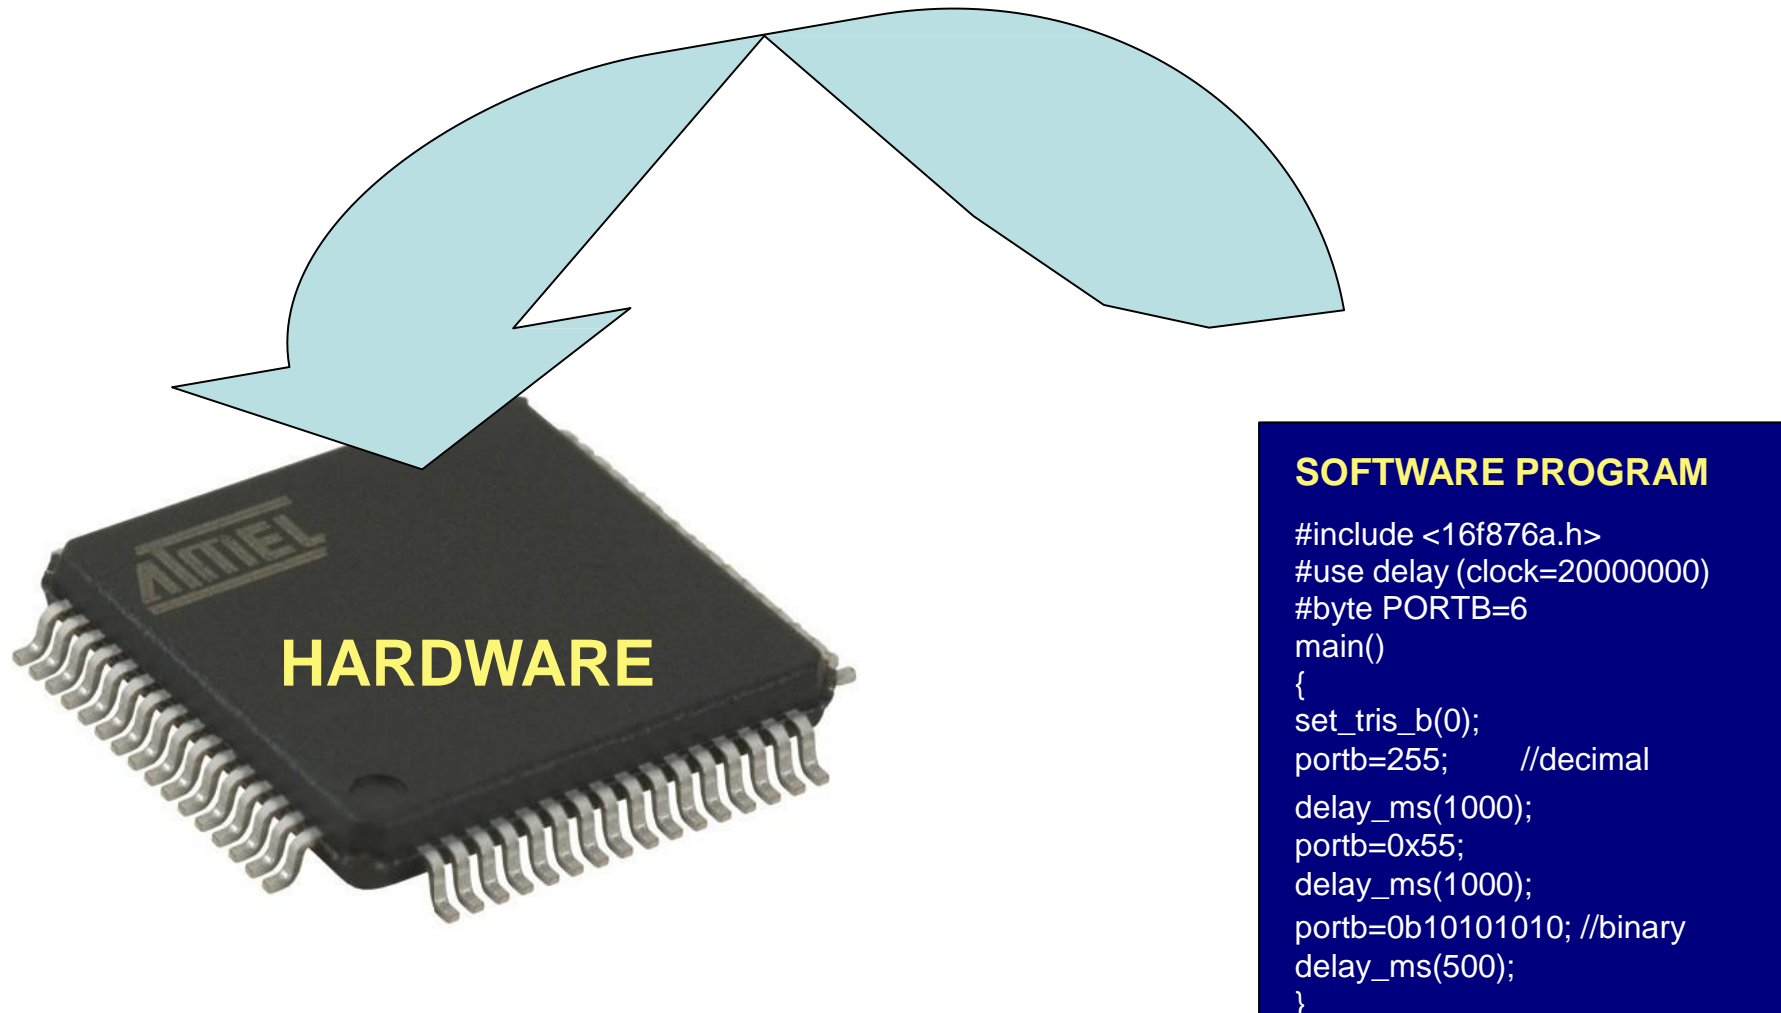 ATMEL
HARDWARE
SOFTWARE PROGRAM
#include <16f876a.h>
#use delay (clock=20000000)
#byte PORTB=6
main()
{
set_tris_b(0);
portb=255; //decimal
delay_ms(1000);
portb=0x55;
delay_ms(1000);
portb=0b10101010; //binary
delay_ms(500);
}